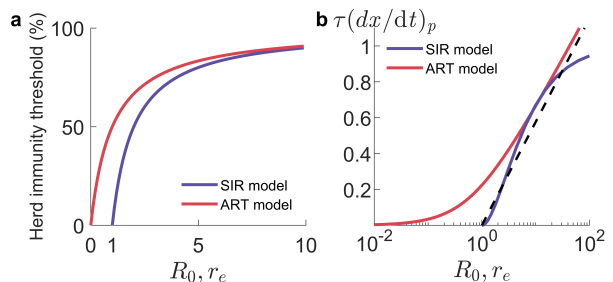 a
Herd immunity threshold (%)
100
50
0
SIR model
ART model
0 1 5 10
R₀, rₑ
b τ(dx/dt)ₚ
SIR model
ART model
1
0.8
0.6
0.4
0.2
10⁻² 10⁰ 10²
R₀, rₑ